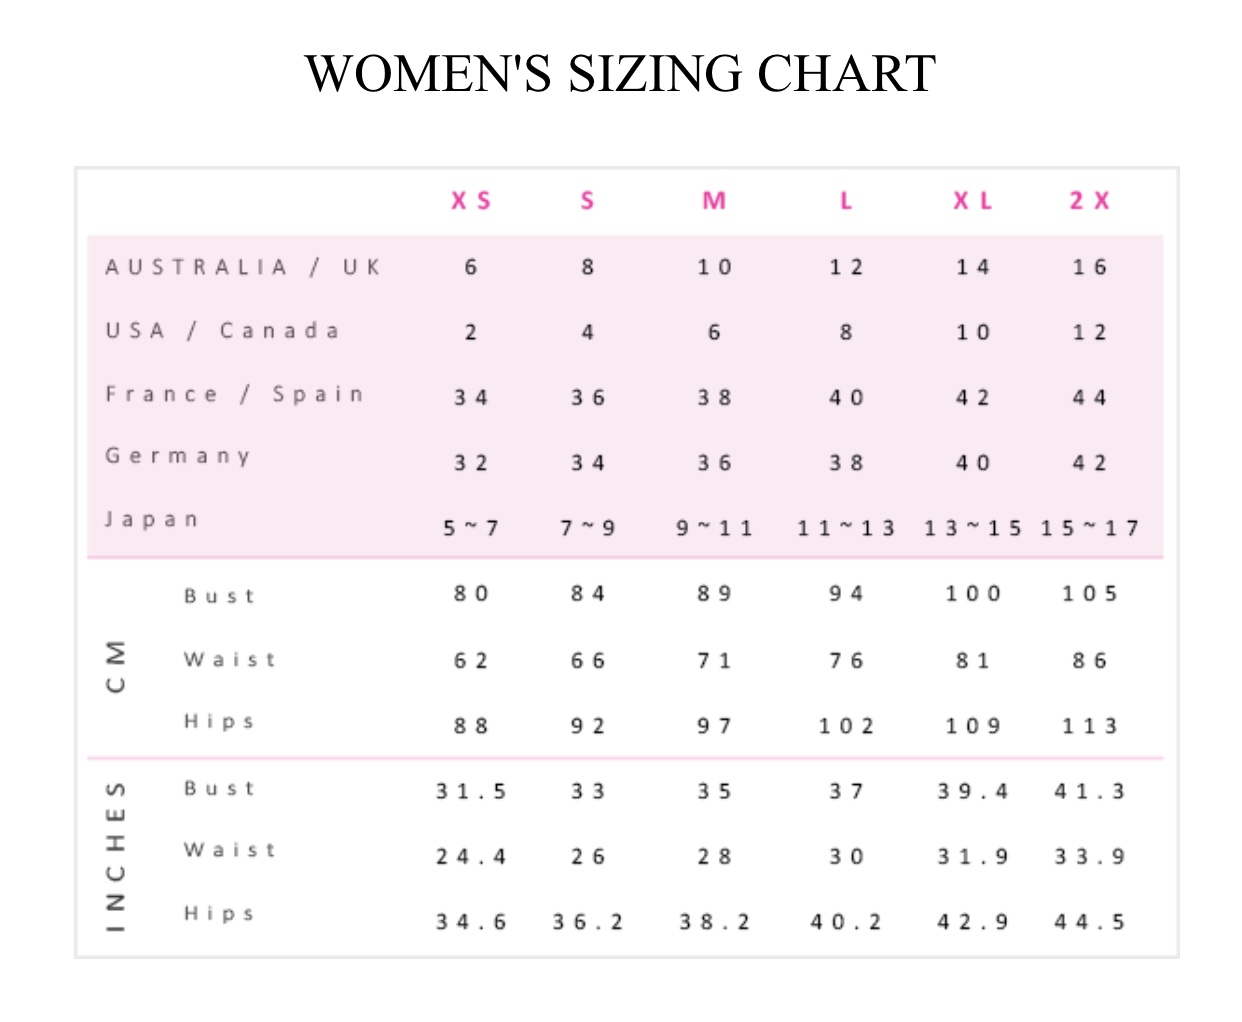 WOMEN'S SIZING CHART
XS S M L XL 2X
AUSTRALIA / UK 6 8 10 12 14 16
USA / Canada 2 4 6 8 10 12
France / Spain 34 36 38 40 42 44
Germany 32 34 36 38 40 42
Japan 5~7 7~9 9~11 11~13 13~15 15~17
CM
Bust 80 84 89 94 100 105
Waist 62 66 71 76 81 86
Hips 88 92 97 102 109 113
INCHES
Bust 31.5 33 35 37 39.4 41.3
Waist 24.4 26 28 30 31.9 33.9
Hips 34.6 36.2 38.2 40.2 42.9 44.5